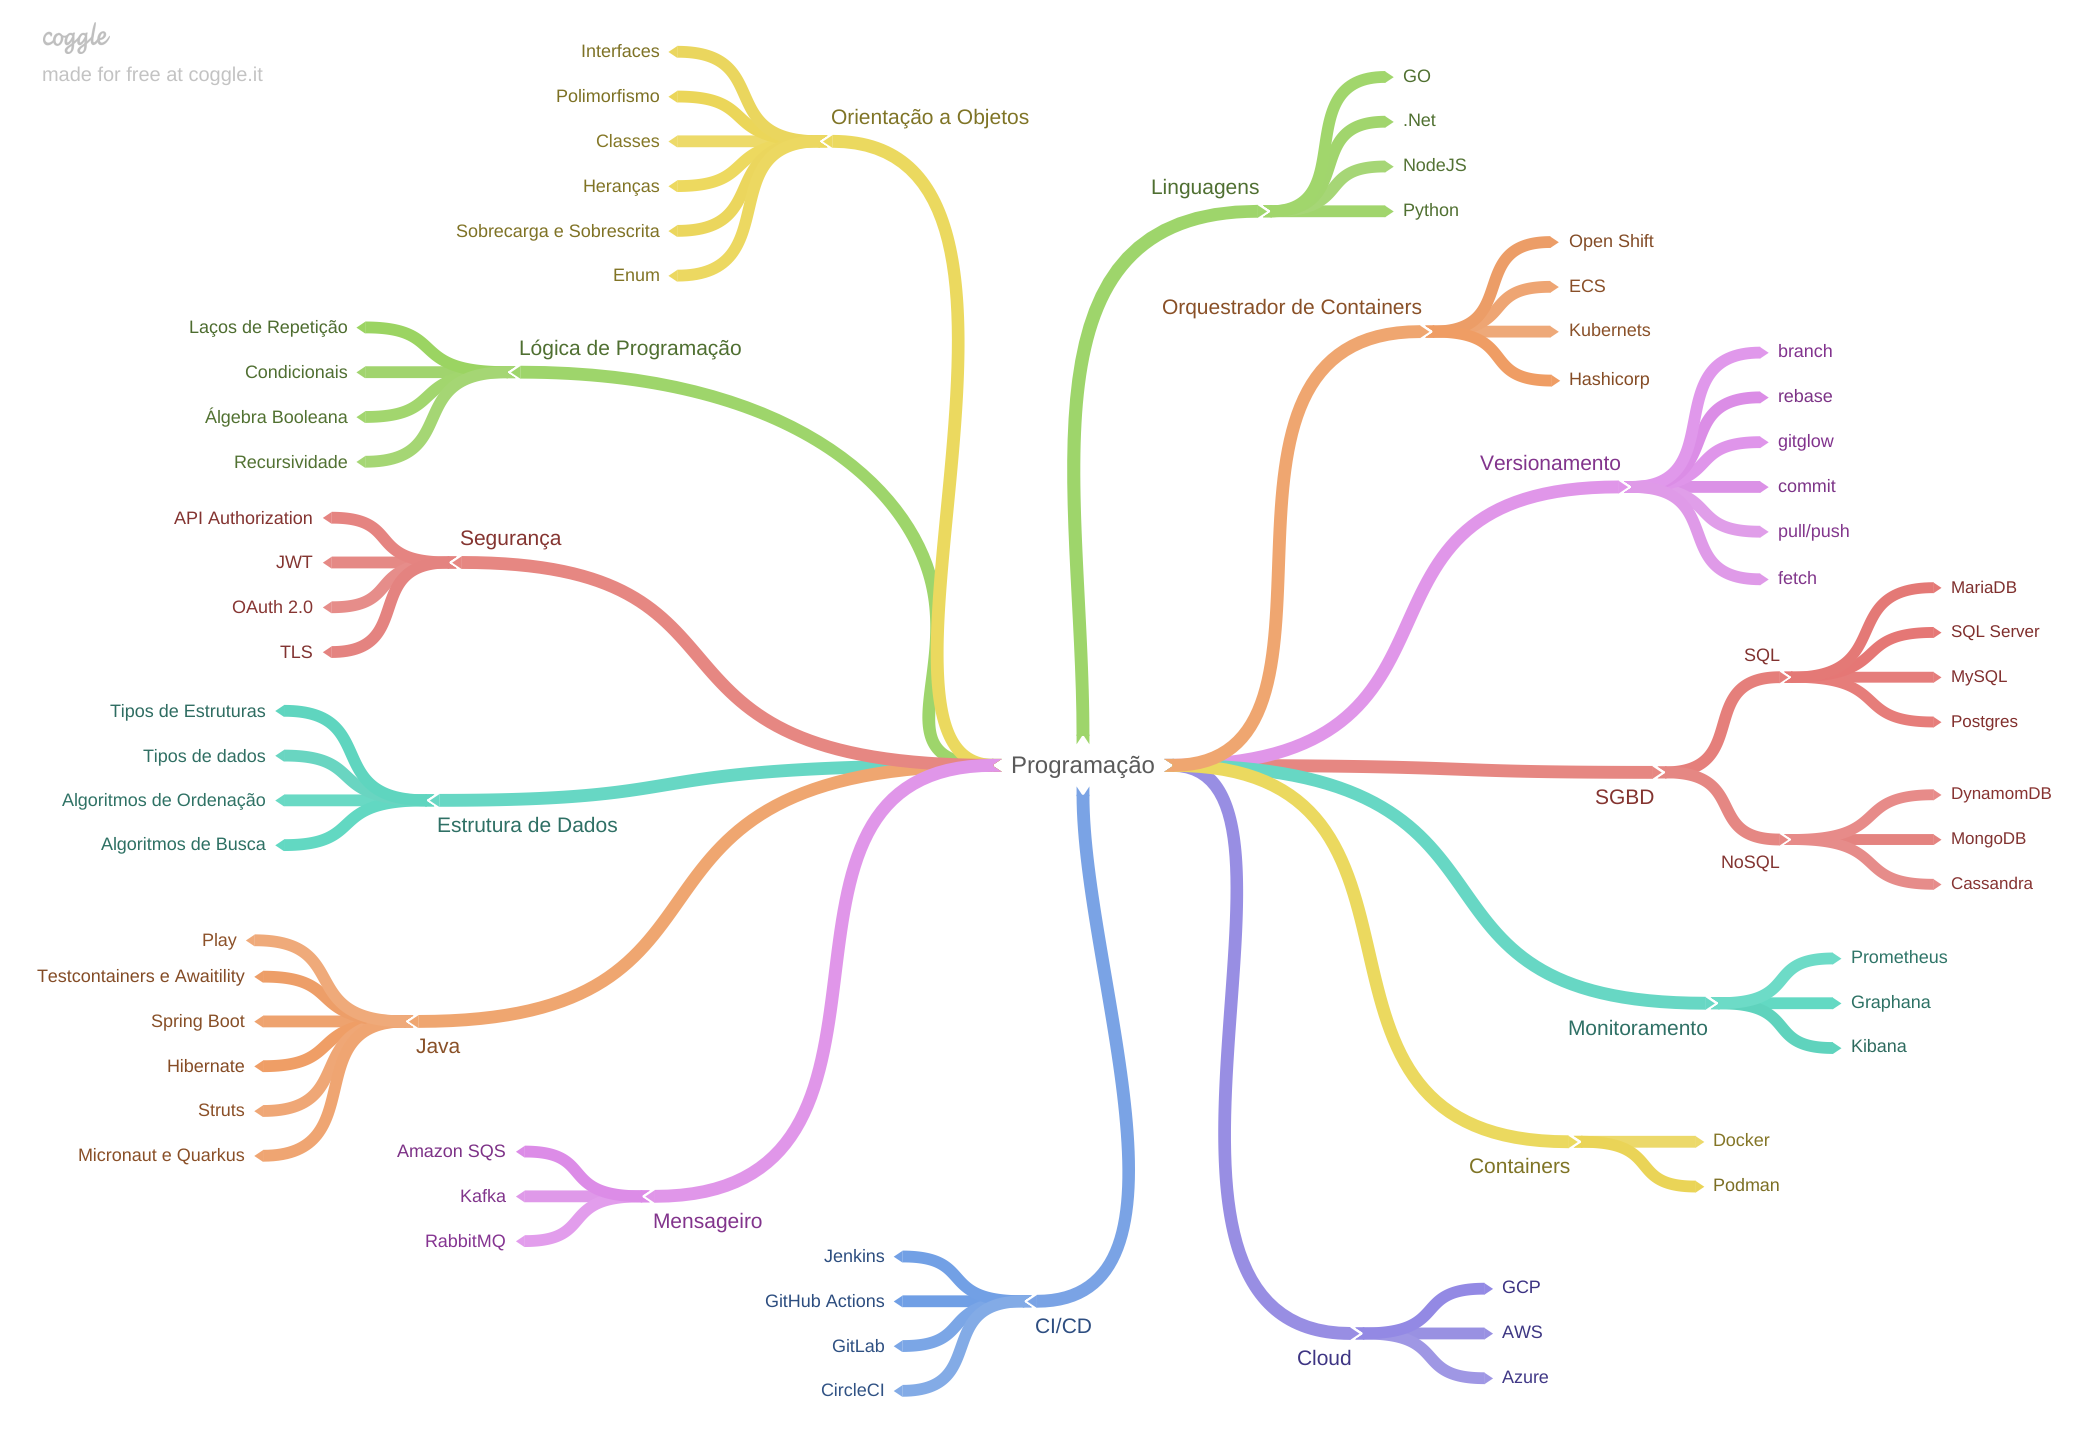 coggle
made for free at coggle.it
Programação
Orientação a Objetos
Interfaces
Polimorfismo
Classes
Heranças
Sobrecarga e Sobrescrita
Enum
Lógica de Programação
Laços de Repetição
Condicionais
Álgebra Booleana
Recursividade
Segurança
API Authorization
JWT
OAuth 2.0
TLS
Estrutura de Dados
Tipos de Estruturas
Tipos de dados
Algoritmos de Ordenação
Algoritmos de Busca
Java
Play
Testcontainers e Awaitility
Spring Boot
Hibernate
Struts
Micronaut e Quarkus
Mensageiro
Amazon SQS
Kafka
RabbitMQ
CI/CD
Jenkins
GitHub Actions
GitLab
CircleCI
Linguagens
GO
.Net
NodeJS
Python
Orquestrador de Containers
Open Shift
ECS
Kubernets
Hashicorp
Versionamento
branch
rebase
gitglow
commit
pull/push
fetch
SGBD
SQL
MariaDB
SQL Server
MySQL
Postgres
NoSQL
DynamomDB
MongoDB
Cassandra
Monitoramento
Prometheus
Graphana
Kibana
Containers
Docker
Podman
Cloud
GCP
AWS
Azure